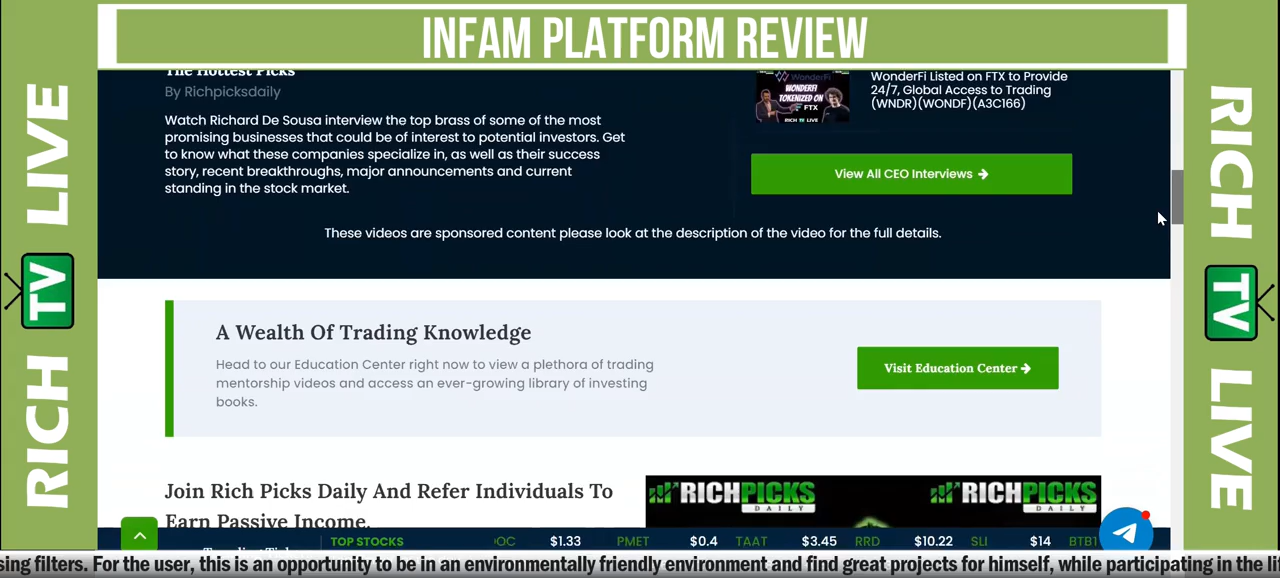 INFAM PLATFORM REVIEW
The Hottest Picks
By Richpicksdaily
Watch Richard De Sousa interview the top brass of some of the most
promising businesses that could be of interest to potential investors. Get
to know what these companies specialize in, as well as their success
story, recent breakthroughs, major announcements and current
standing in the stock market.
WonderFi
WONDERFI
TOKENIZED ON
FTX
RICH TV LIVE
WonderFi Listed on FTX to Provide
24/7, Global Access to Trading
(WNDR)(WONDF)(A3C166)
View All CEO Interviews →
These videos are sponsored content please look at the description of the video for the full details.
A Wealth Of Trading Knowledge
Head to our Education Center right now to view a plethora of trading
mentorship videos and access an ever-growing library of investing
books.
Visit Education Center →
Join Rich Picks Daily And Refer Individuals To
Earn Passive Income.
RICHPICKS
DAILY
RICHPICKS
DAILY
TOP STOCKS OC $1.33 PMET $0.4 TAAT $3.45 RRD $10.22 SLI $14 BTB
sing filters. For the user, this is an opportunity to be in an environmentally friendly environment and find great projects for himself, while participating in the li
RICH TV LIVE
RICH TV LIVE